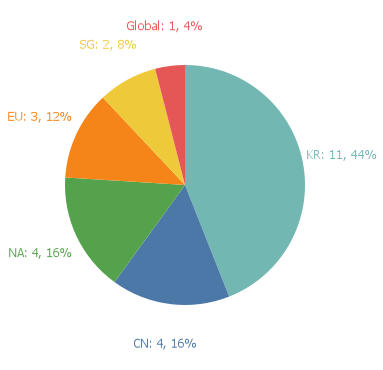 Global: 1, 4%
SG: 2, 8%
EU: 3, 12%
KR: 11, 44%
NA: 4, 16%
CN: 4, 16%